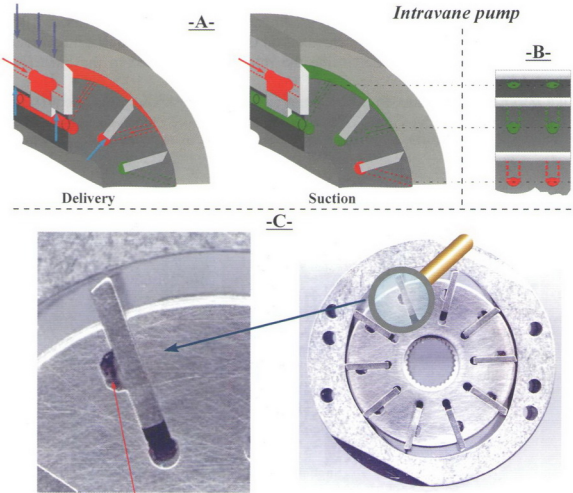 -A-
Intravane pump
-B-
Delivery
Suction
-C-